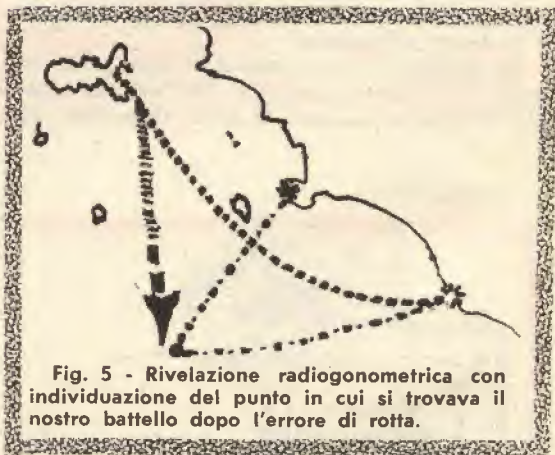 Fig. 5 - Rivelazione radiogonometrica con
individuazione del punto in cui si trovava il
nostro battello dopo l'errore di rotta.